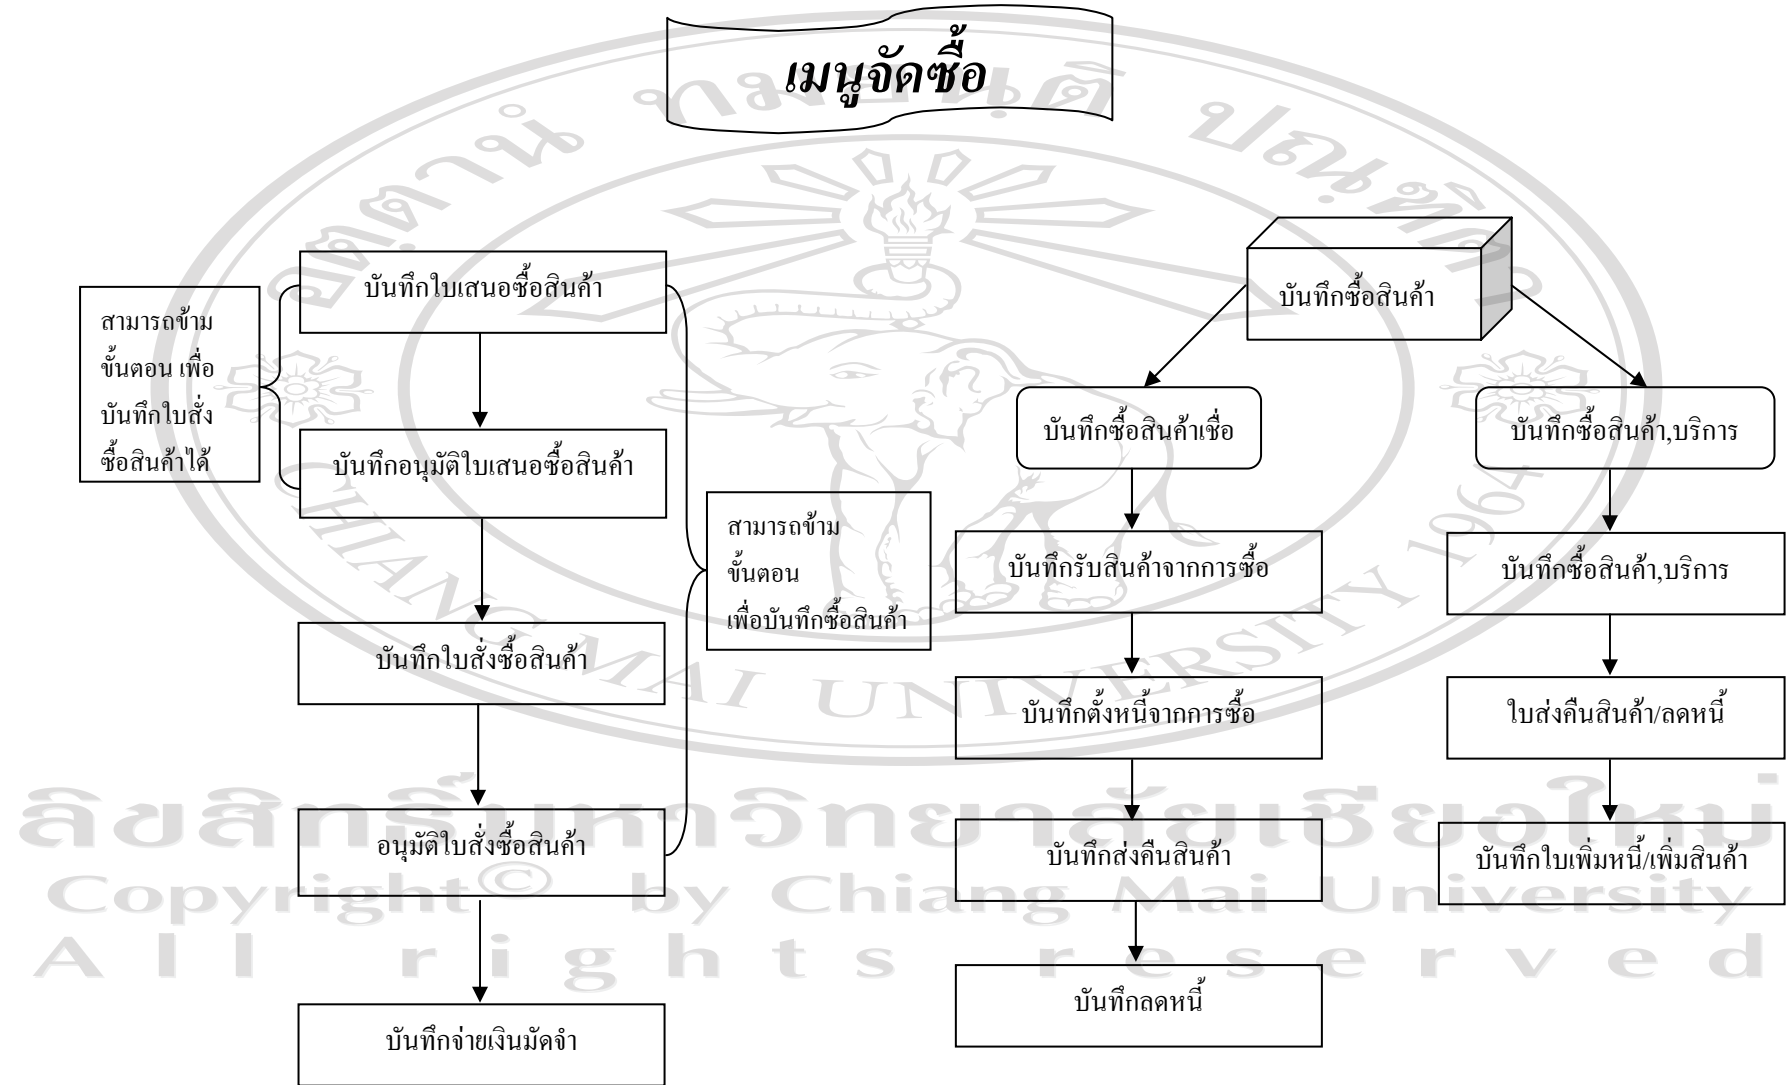 เมนูจัดซื้อ
สามารถข้าม
ขั้นตอน เพื่อ
บันทึกใบสั่ง
ซื้อสินค้าได้
บันทึกใบเสนอซื้อสินค้า
บันทึกอนุมัติใบเสนอซื้อสินค้า
บันทึกใบสั่งซื้อสินค้า
อนุมัติใบสั่งซื้อสินค้า
บันทึกจ่ายเงินมัดจำ
สามารถข้าม
ขั้นตอน
เพื่อบันทึกซื้อสินค้า
บันทึกซื้อสินค้า
บันทึกซื้อสินค้าเชื่อ
บันทึกรับสินค้าจากการซื้อ
บันทึกตั้งหนี้จากการซื้อ
บันทึกส่งคืนสินค้า
บันทึกลดหนี้
บันทึกซื้อสินค้า,บริการ
บันทึกซื้อสินค้า,บริการ
ใบส่งคืนสินค้า/ลดหนี้
บันทึกใบเพิ่มหนี้/เพิ่มสินค้า
CHIANG MAI UNIVERSITY 1964
ลิขสิทธิ์มหาวิทยาลัยเชียงใหม่
Copyright© by Chiang Mai University
All rights reserved